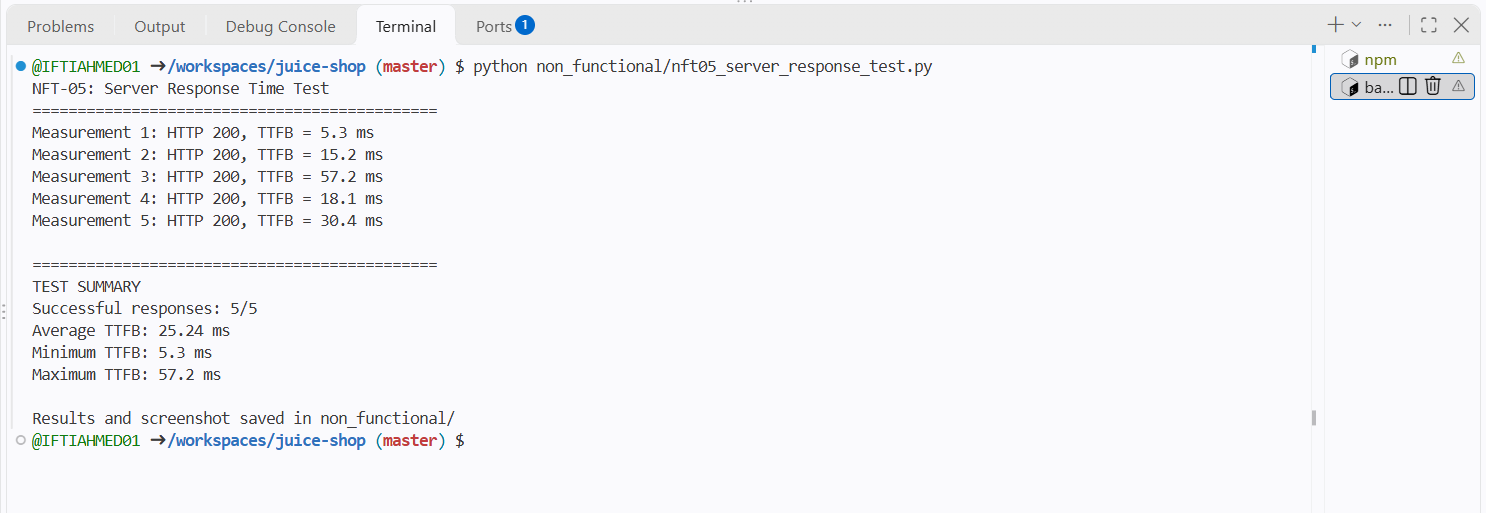 Problems Output Debug Console Terminal Ports 1
@IFTIAHMED01 ➜/workspaces/juice-shop (master) $ python non_functional/nft05_server_response_test.py
NFT-05: Server Response Time Test
=============================================
Measurement 1: HTTP 200, TTFB = 5.3 ms
Measurement 2: HTTP 200, TTFB = 15.2 ms
Measurement 3: HTTP 200, TTFB = 57.2 ms
Measurement 4: HTTP 200, TTFB = 18.1 ms
Measurement 5: HTTP 200, TTFB = 30.4 ms
=============================================
TEST SUMMARY
Successful responses: 5/5
Average TTFB: 25.24 ms
Minimum TTFB: 5.3 ms
Maximum TTFB: 57.2 ms
Results and screenshot saved in non_functional/
@IFTIAHMED01 ➜/workspaces/juice-shop (master) $
npm
ba...